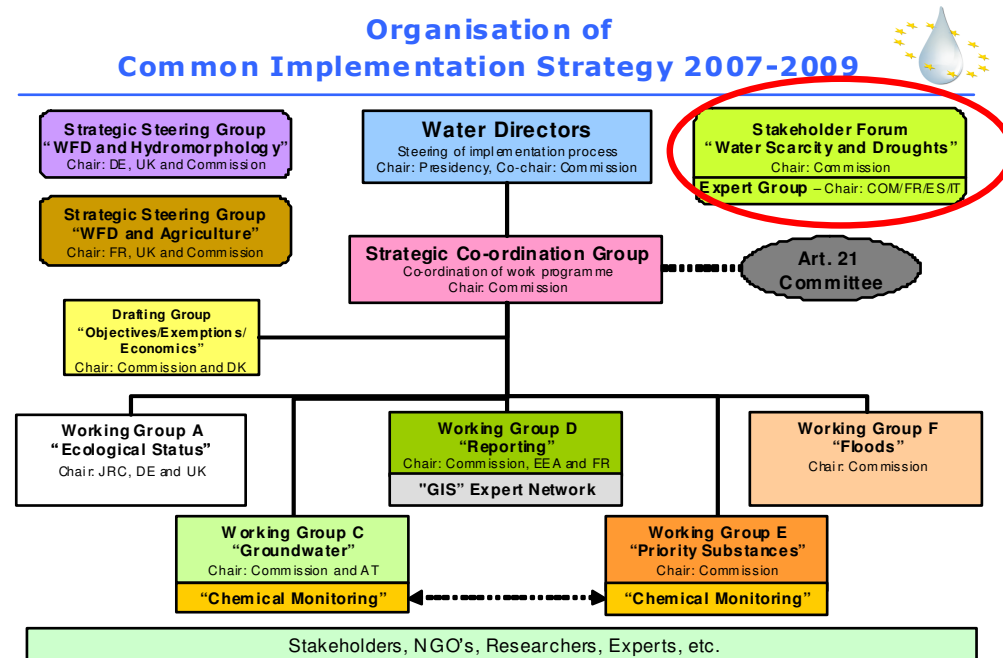 Organisation of
Common Implementation Strategy 2007-2009
Strategic Steering Group
“WFD and Hydromorphology”
Chair: DE, UK and Commission
Water Directors
Steering of implementation process
Chair: Presidency, Co-chair: Commission
Stakeholder Forum
“Water Scarcity and Droughts”
Chair: Commission
Expert Group – Chair: COM/FR/ES/IT
Strategic Steering Group
“WFD and Agriculture”
Chair: FR, UK and Commission
Strategic Co-ordination Group
Co-ordination of work programme
Chair: Commission
Art. 21
Committee
Drafting Group
“Objectives/Exemptions/
Economics”
Chair: Commission and DK
Working Group A
“Ecological Status”
Chair: JRC, DE and UK
Working Group D
“Reporting”
Chair: Commission, EEA and FR
"GIS” Expert Network
Working Group F
“Floods”
Chair: Commission
Working Group C
“Groundwater”
Chair: Commission and AT
“Chemical Monitoring”
Working Group E
“Priority Substances”
Chair: Commission
“Chemical Monitoring”
Stakeholders, NGO’s, Researchers, Experts, etc.